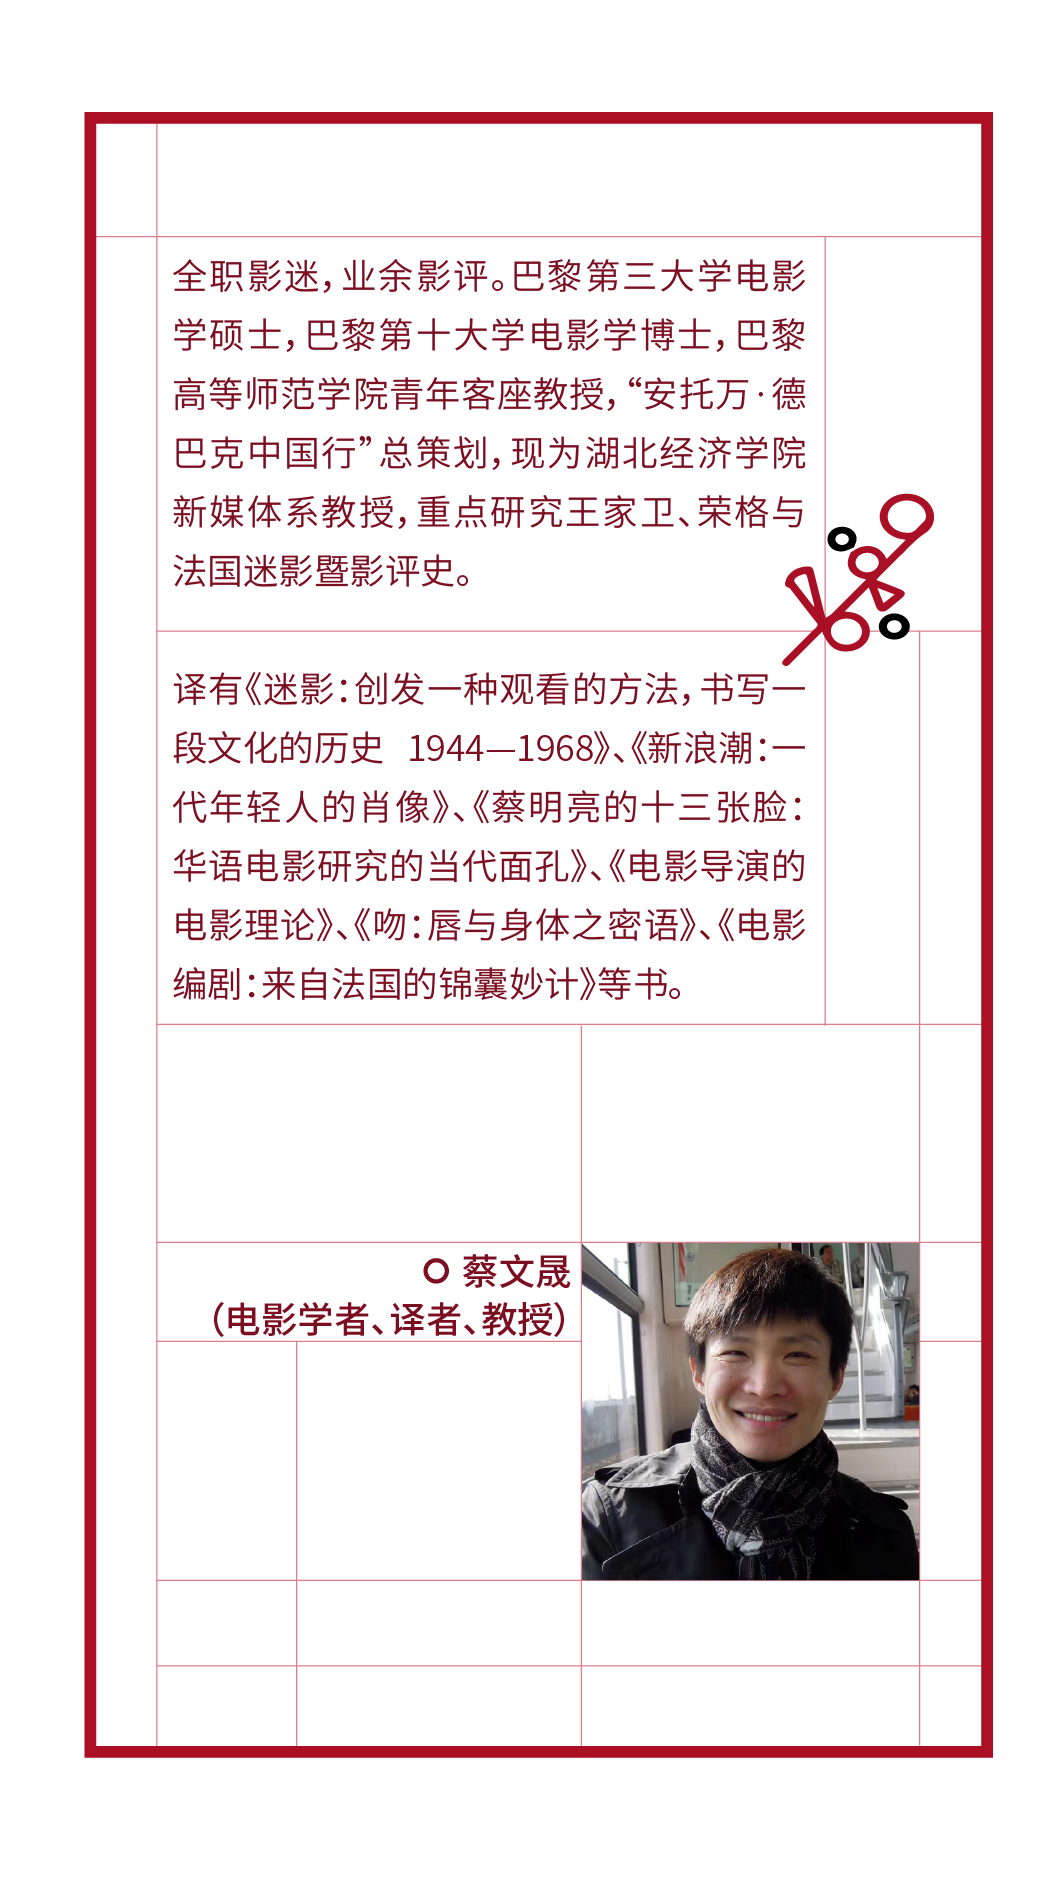 全职影迷，业余影评。巴黎第三大学电影
学硕士，巴黎第十大学电影学博士，巴黎
高等师范学院青年客座教授，“安托万·德
巴克中国行”总策划，现为湖北经济学院
新媒体系教授，重点研究王家卫、荣格与
法国迷影暨影评史。
译有《迷影：创发一种观看的方法，书写一
段文化的历史 1944—1968》、《新浪潮：一
代年轻人的肖像》、《蔡明亮的十三张脸：
华语电影研究的当代面孔》、《电影导演的
电影理论》、《吻：唇与身体之密语》、《电影
编剧：来自法国的锦囊妙计》等书。
蔡文晟
（电影学者、译者、教授）